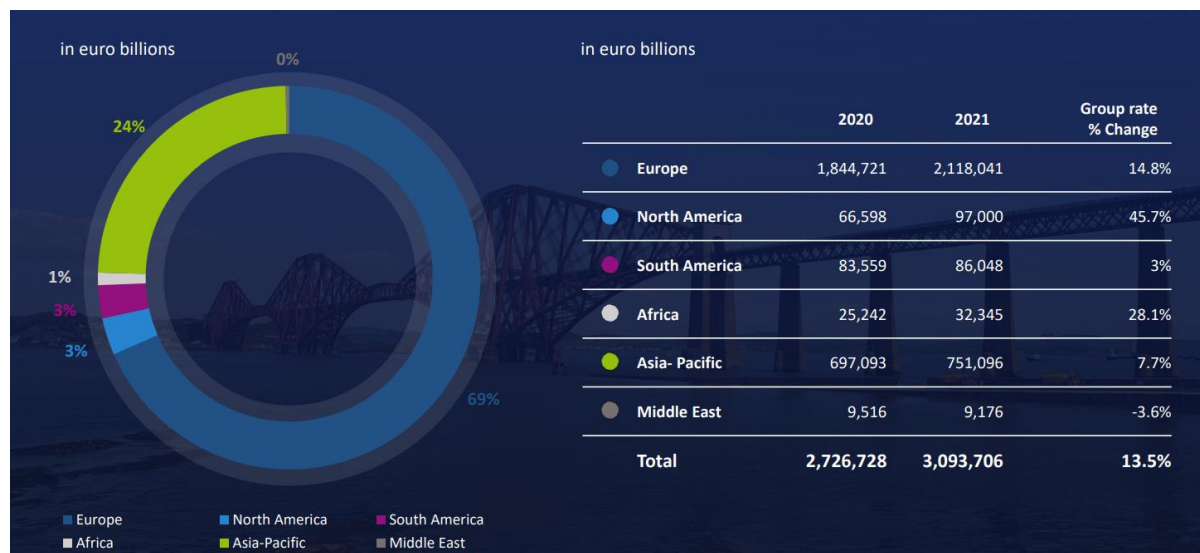 in euro billions
0%
24%
1%
3%
3%
69%
Europe North America South America
Africa Asia-Pacific Middle East
in euro billions
2020 2021 Group rate % Change
Europe 1,844,721 2,118,041 14.8%
North America 66,598 97,000 45.7%
South America 83,559 86,048 3%
Africa 25,242 32,345 28.1%
Asia- Pacific 697,093 751,096 7.7%
Middle East 9,516 9,176 -3.6%
Total 2,726,728 3,093,706 13.5%